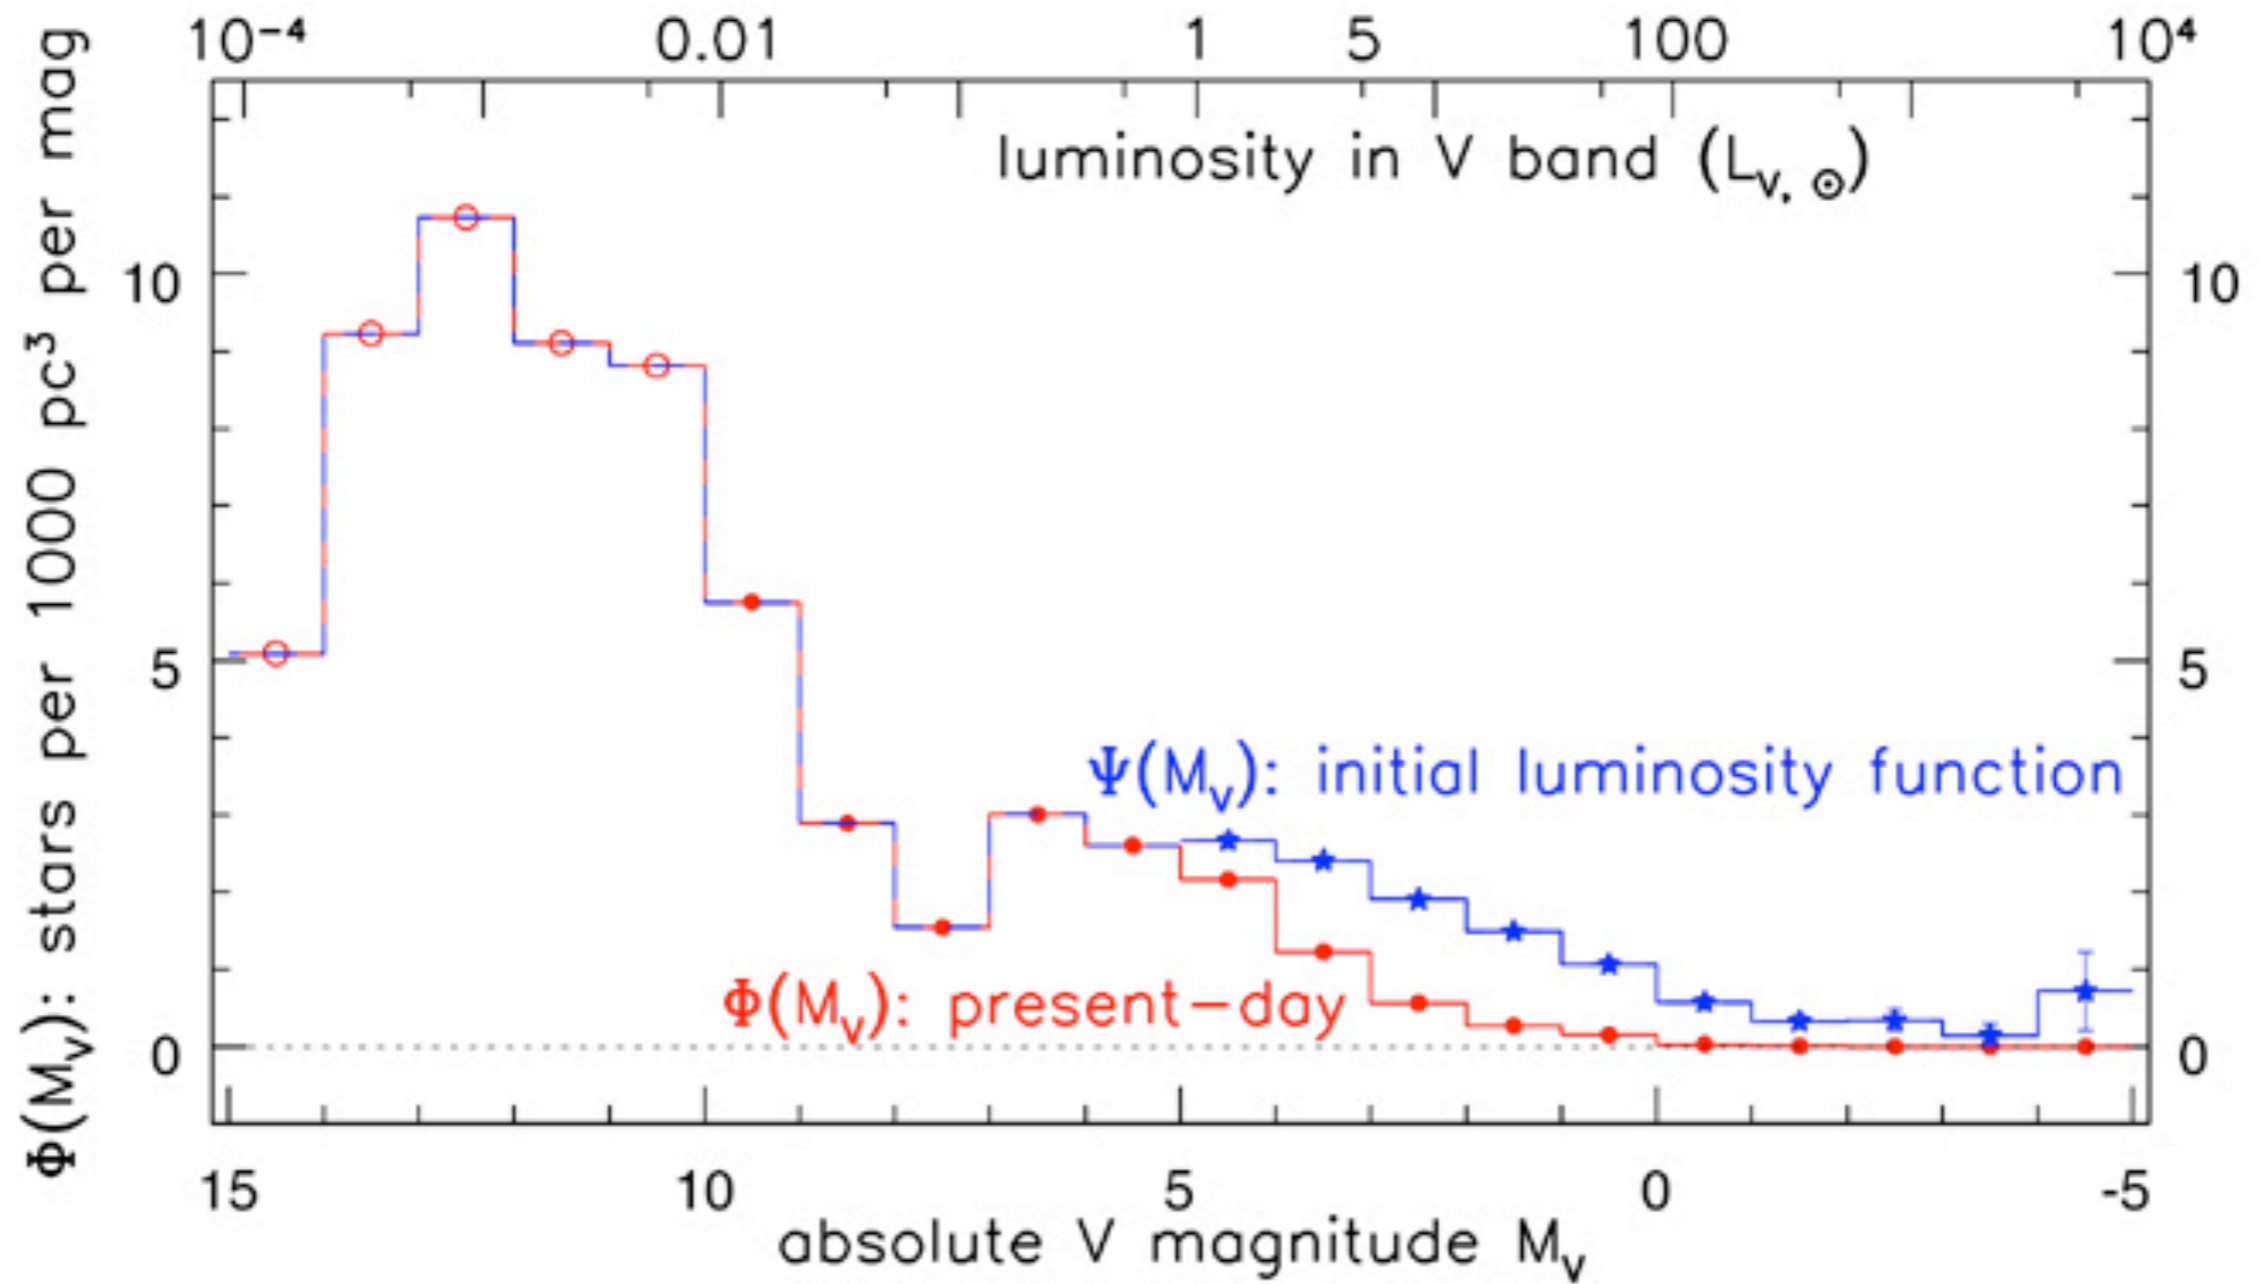 10⁻⁴ 0.01 1 5 100 10⁴
luminosity in V band (L_V,⊙)
Φ(M_V): stars per 1000 pc³ per mag
10 10
5 5
Ψ(M_V): initial luminosity function
Φ(M_V): present-day
0 0
15 10 5 0 -5
absolute V magnitude M_V